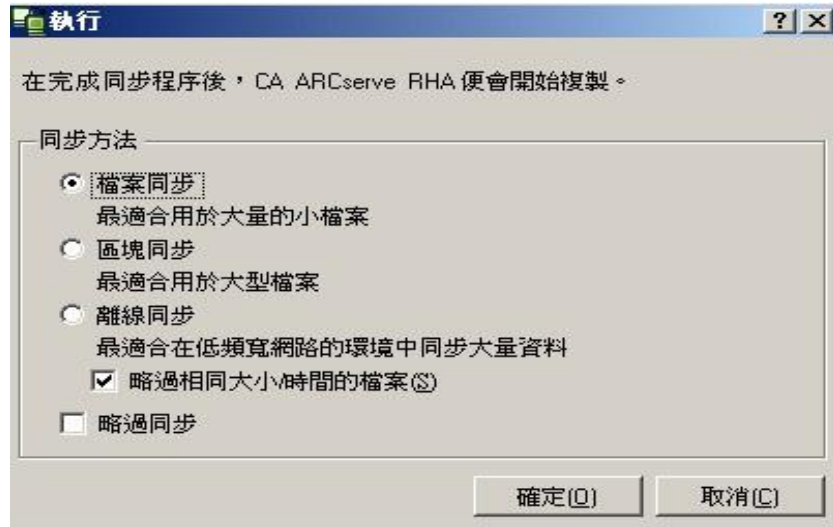 執行
在完成同步程序後,CA ARCserve RHA 便會開始複製。
同步方法
檔案同步
最適合用於大量的小檔案
區塊同步
最適合用於大型檔案
離線同步
最適合在低頻寬網路的環境中同步大量資料
略過相同大小/時間的檔案(S)
略過同步
確定(O) 取消(C)